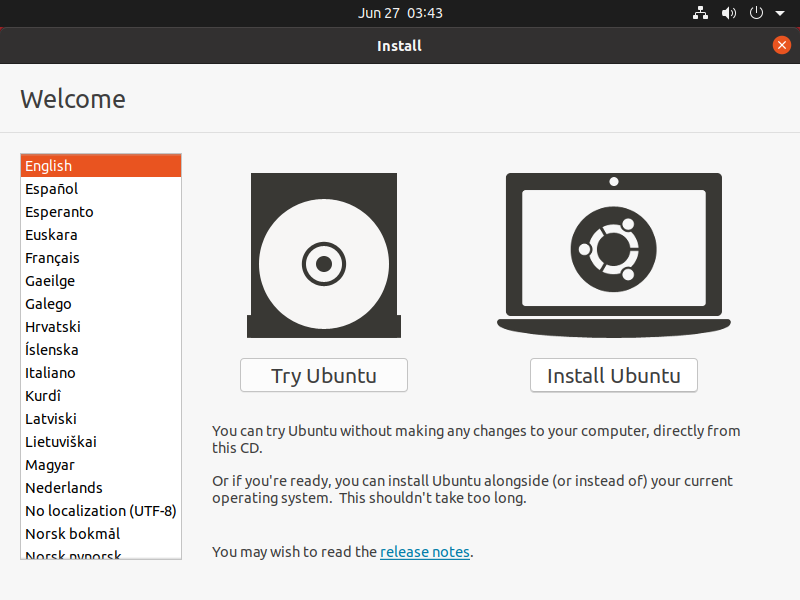 Jun 27 03:43
Install
Welcome
English
Español
Esperanto
Euskara
Français
Gaeilge
Galego
Hrvatski
Íslenska
Italiano
Kurdî
Latviski
Lietuviškai
Magyar
Nederlands
No localization (UTF-8)
Norsk bokmål
Norsk nynorsk
Try Ubuntu
Install Ubuntu
You can try Ubuntu without making any changes to your computer, directly from
this CD.
Or if you're ready, you can install Ubuntu alongside (or instead of) your current
operating system. This shouldn't take too long.
You may wish to read the release notes.